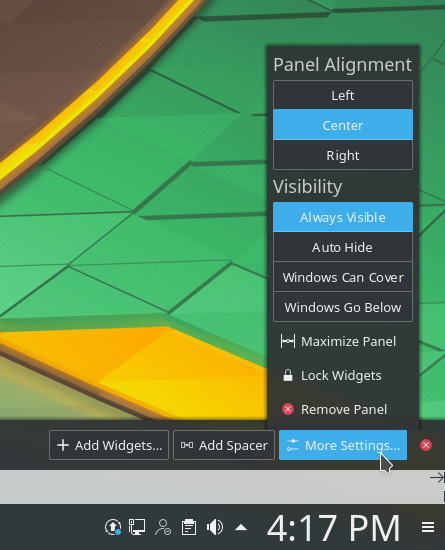 Panel Alignment
Left
Center
Right
Visibility
Always Visible
Auto Hide
Windows Can Cover
Windows Go Below
Maximize Panel
Lock Widgets
Remove Panel
Add Widgets... Add Spacer More Settings...
4:17 PM